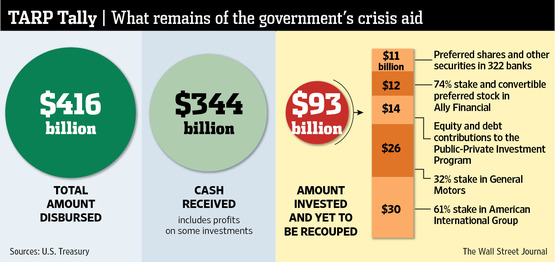 TARP Tally | What remains of the government's crisis aid
$416
billion
TOTAL
AMOUNT
DISBURSED
$344
billion
CASH
RECEIVED
includes profits
on some investments
$93
billion
AMOUNT
INVESTED
AND YET TO
BE RECOUPED
$11
billion
Preferred shares and other
securities in 322 banks
$12
74% stake and convertible
preferred stock in
Ally Financial
$14
Equity and debt
contributions to the
Public-Private Investment
Program
$26
32% stake in General
Motors
$30
61% stake in American
International Group
Sources: U.S. Treasury
The Wall Street Journal